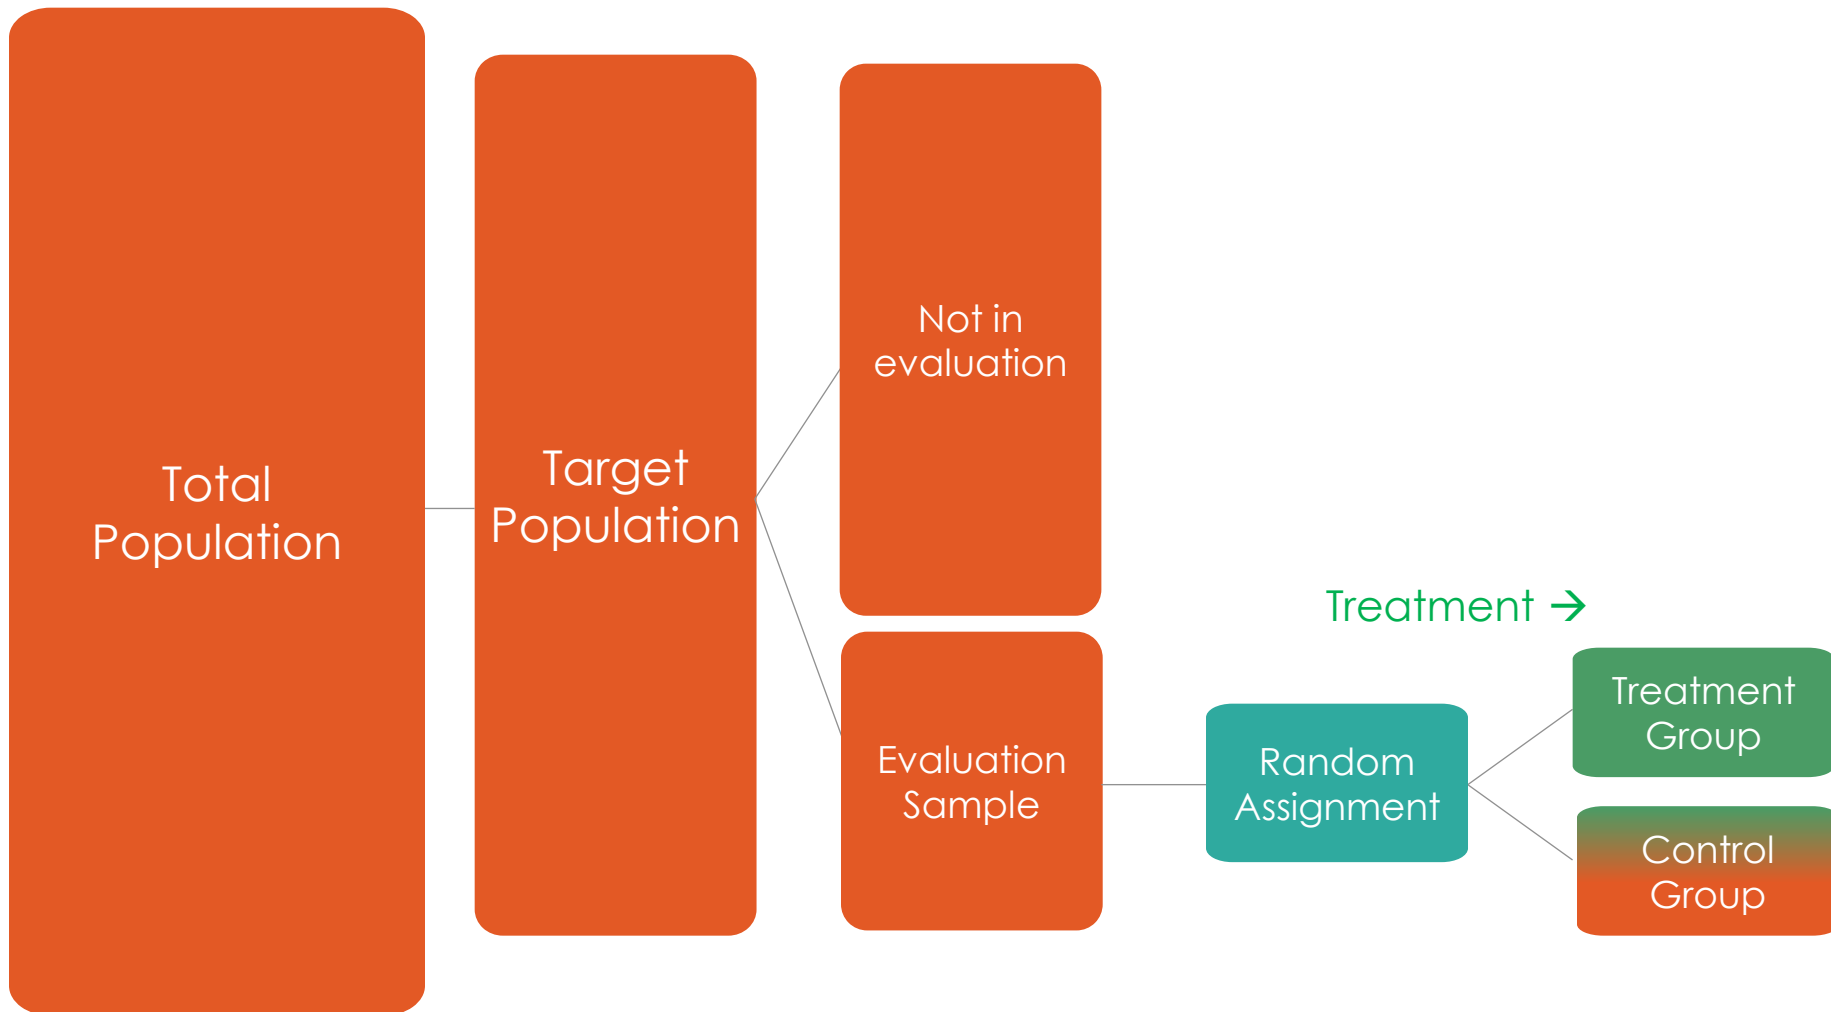 Total
Population
Target
Population
Not in
evaluation
Evaluation
Sample
Random
Assignment
Treatment →
Treatment
Group
Control
Group